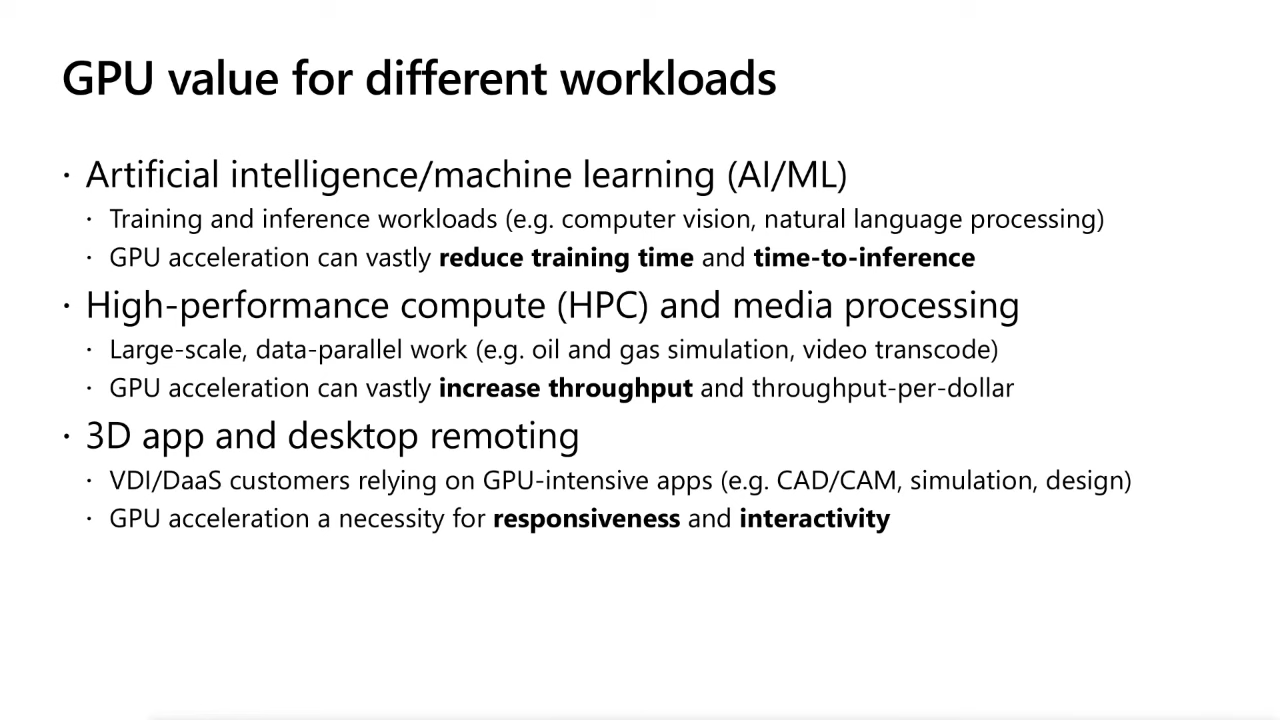 GPU value for different workloads
· Artificial intelligence/machine learning (AI/ML)
· Training and inference workloads (e.g. computer vision, natural language processing)
· GPU acceleration can vastly reduce training time and time-to-inference
· High-performance compute (HPC) and media processing
· Large-scale, data-parallel work (e.g. oil and gas simulation, video transcode)
· GPU acceleration can vastly increase throughput and throughput-per-dollar
· 3D app and desktop remoting
· VDI/DaaS customers relying on GPU-intensive apps (e.g. CAD/CAM, simulation, design)
· GPU acceleration a necessity for responsiveness and interactivity